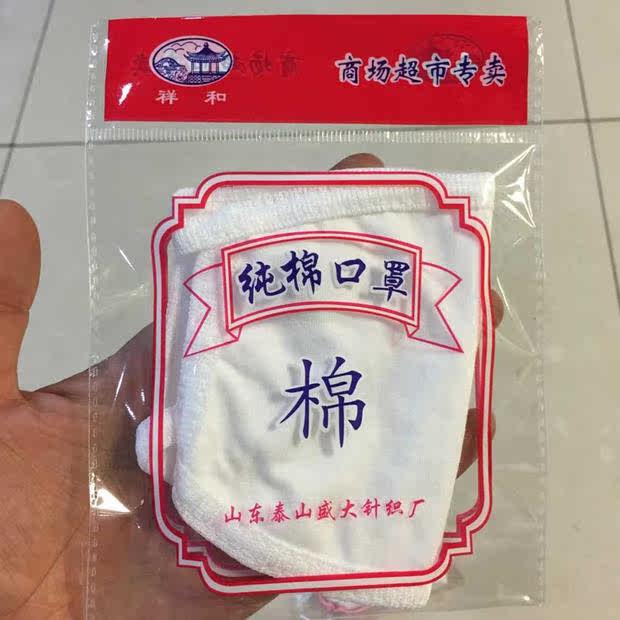 祥和
商场超市专卖
纯棉口罩
棉
山东泰山盛大针织厂